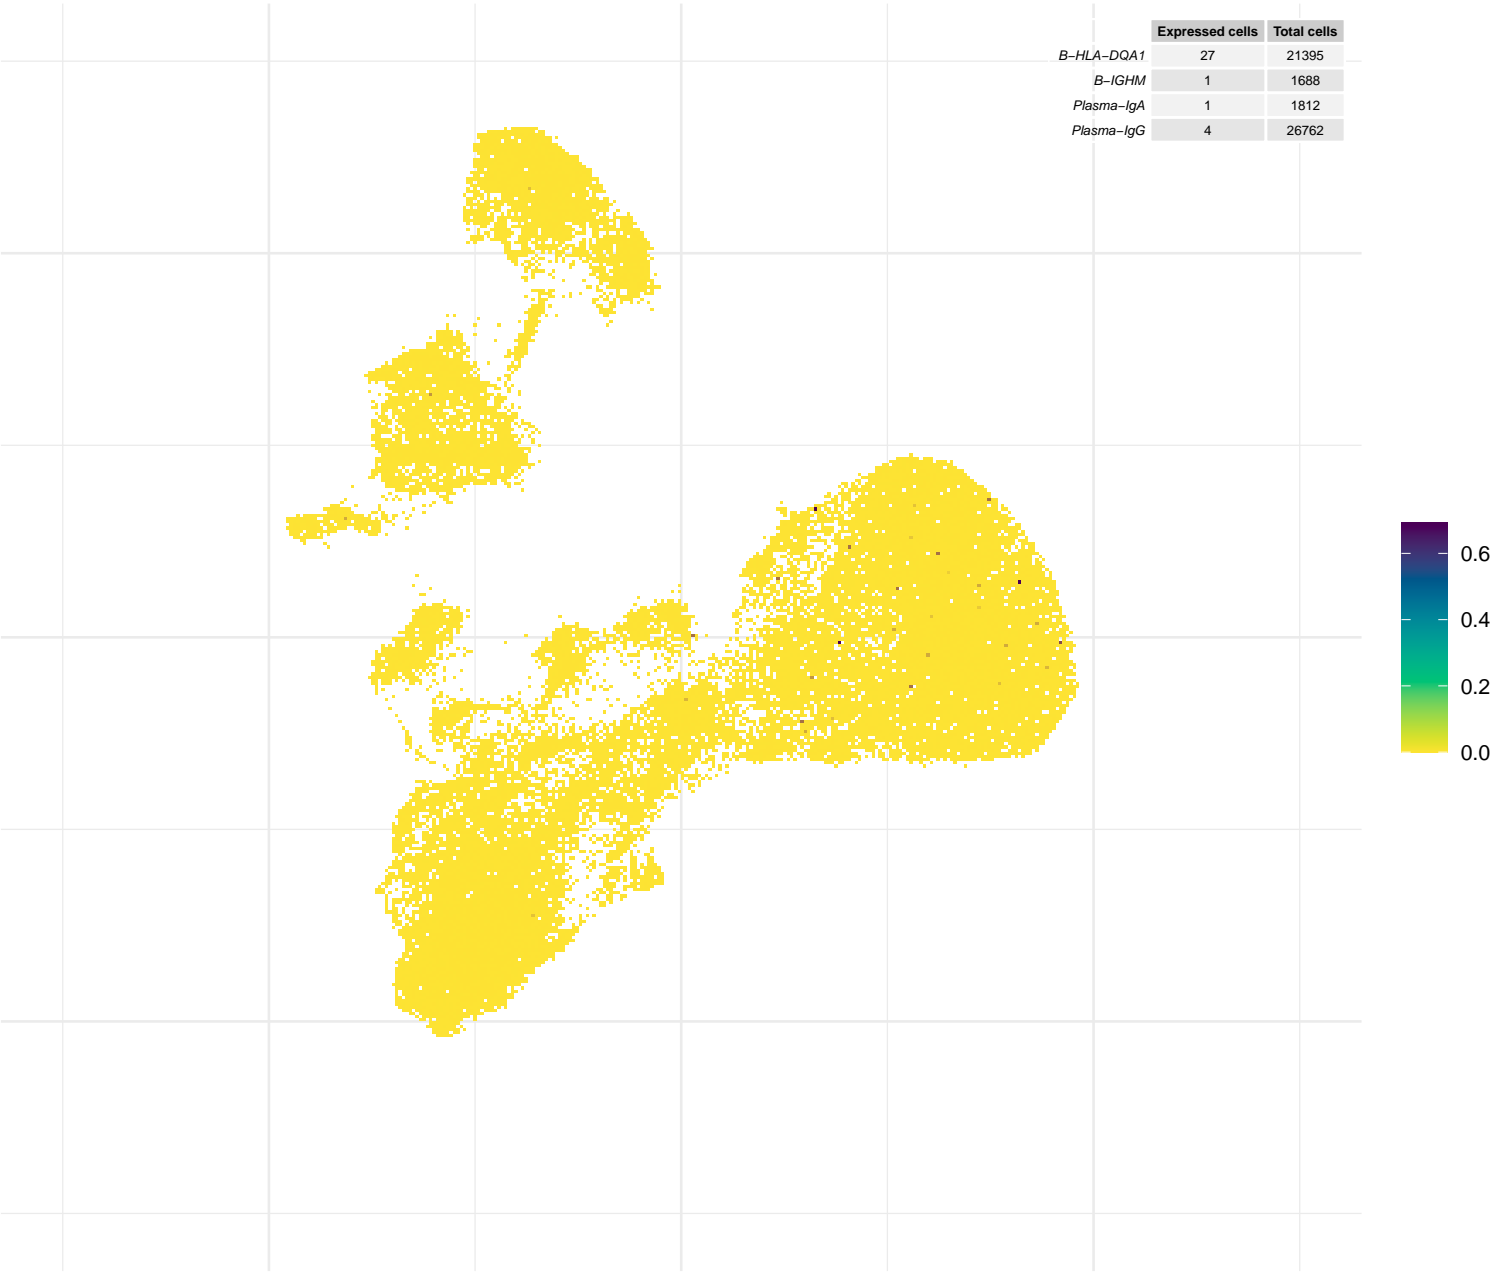 Expressed cells Total cells
B−HLA−DQA1 27 21395
B−IGHM 1 1688
Plasma−IgA 1 1812
Plasma−IgG 4 26762
0.6
0.4
0.2
0.0